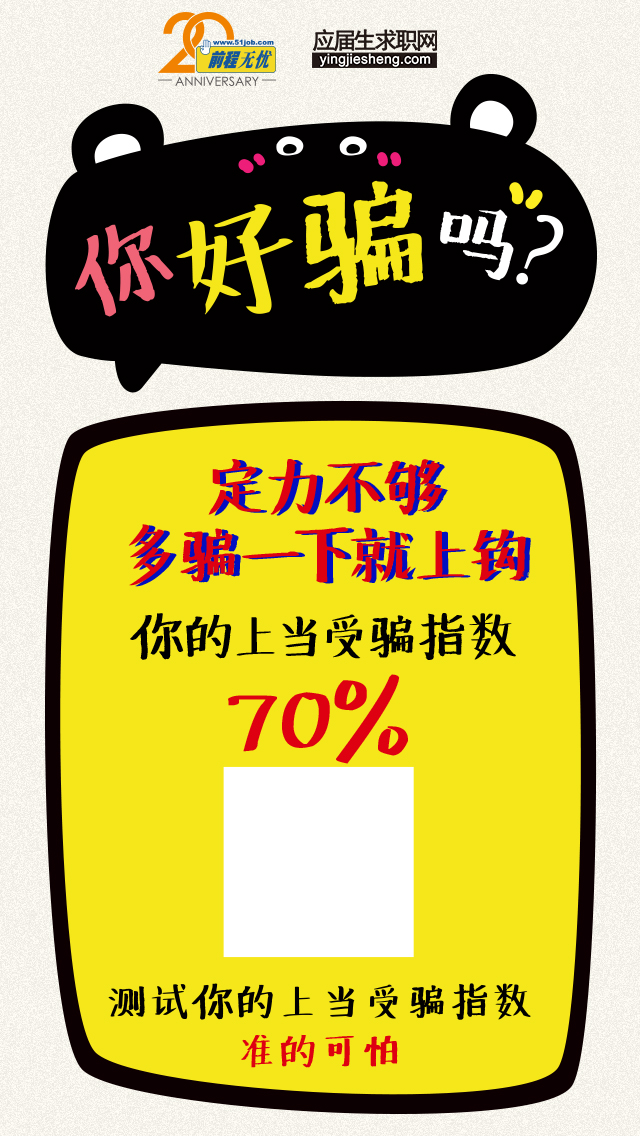 20
www.51job.com
前程无忧
ANNIVERSARY
应届生求职网
yingjiesheng.com
你好骗吗?
定力不够
多骗一下就上钩
你的上当受骗指数
70%
测试你的上当受骗指数
准的可怕